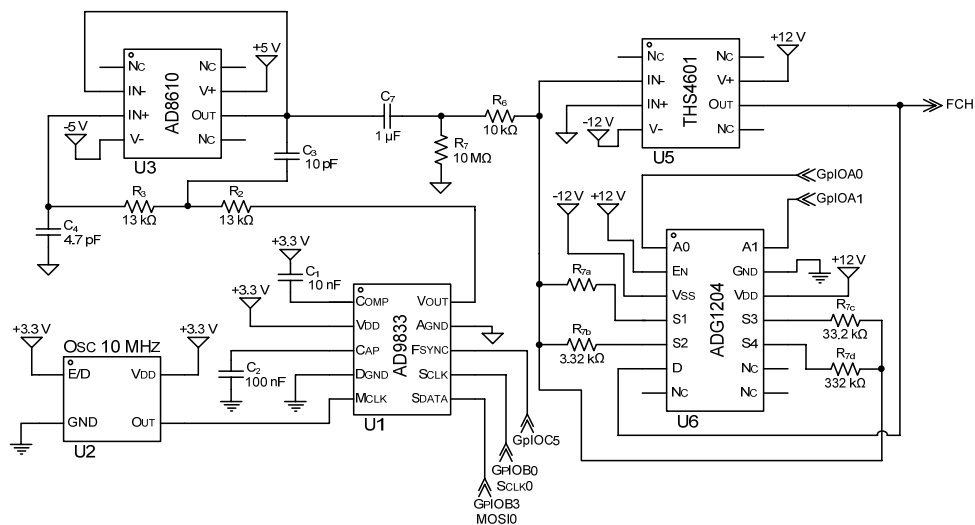 +5 V
NC
NC
IN-
V+
IN+
OUT
V-
NC
AD8610
-5 V
U3
C3
10 pF
C7
1 µF
R6
10 kΩ
R7
10 MΩ
R3
13 kΩ
R2
13 kΩ
C4
4.7 pF
+12 V
NC
NC
IN-
V+
IN+
OUT
V-
NC
THS4601
-12 V
U5
FCH
GPIOA0
GPIOA1
-12 V
+12 V
A0
A1
EN
GND
VSS
VDD
S1
S3
S2
S4
D
NC
NC
NC
ADG1204
U6
+12 V
R7a
R7b
3.32 kΩ
R7c
33.2 kΩ
R7d
332 kΩ
+3.3 V
C1
10 nF
+3.3 V
COMP
VOUT
VDD
AGND
CAP
FSYNC
DGND
SCLK
MCLK
SDATA
AD9833
U1
C2
100 nF
+3.3 V
OSC 10 MHZ
+3.3 V
E/D
VDD
GND
OUT
U2
GPIOC5
GPIOB0
SCLK0
GPIOB3
MOSI0